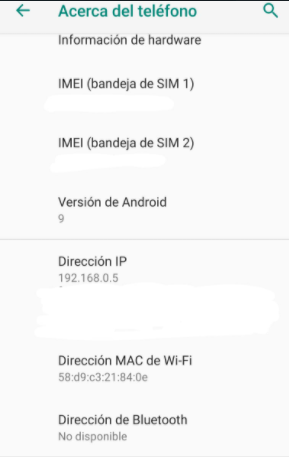 Acerca del teléfono
Información de hardware
IMEI (bandeja de SIM 1)
IMEI (bandeja de SIM 2)
Versión de Android
9
Dirección IP
192.168.0.5
Dirección MAC de Wi-Fi
58:d9:c3:21:84:0e
Dirección de Bluetooth
No disponible